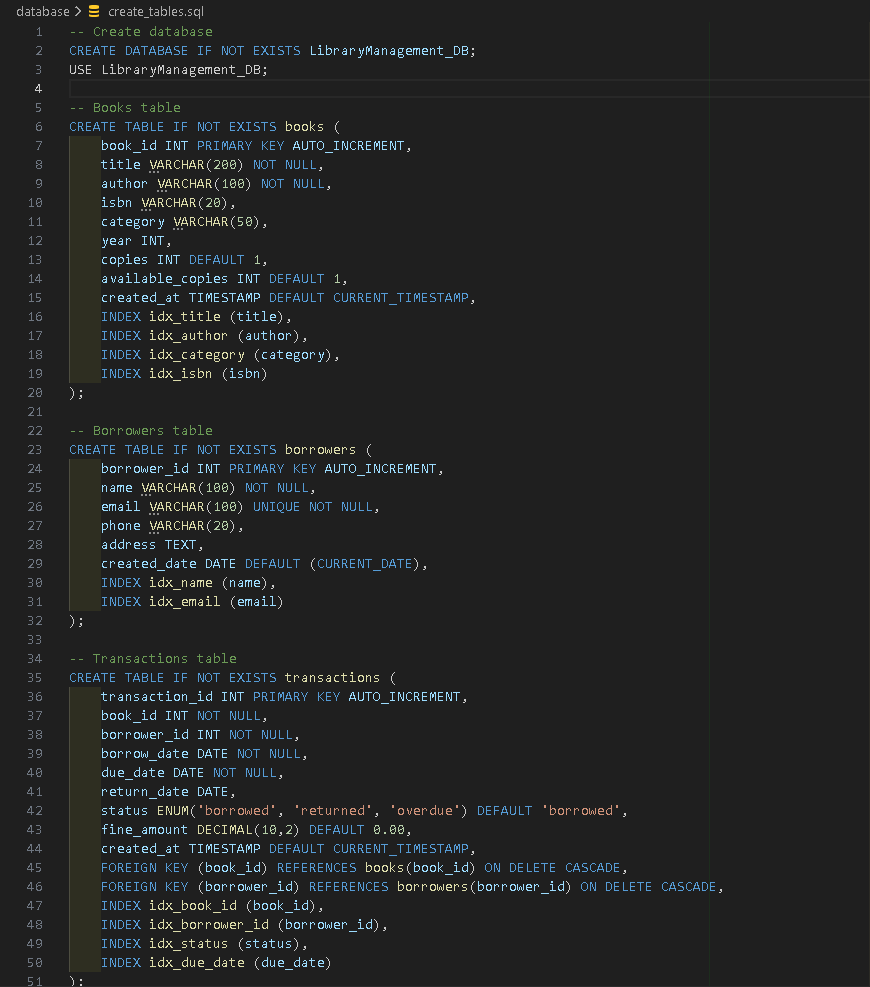 database > create_tables.sql
1 -- Create database
2 CREATE DATABASE IF NOT EXISTS LibraryManagement_DB;
3 USE LibraryManagement_DB;
4
5 -- Books table
6 CREATE TABLE IF NOT EXISTS books (
7 book_id INT PRIMARY KEY AUTO_INCREMENT,
8 title VARCHAR(200) NOT NULL,
9 author VARCHAR(100) NOT NULL,
10 isbn VARCHAR(20),
11 category VARCHAR(50),
12 year INT,
13 copies INT DEFAULT 1,
14 available_copies INT DEFAULT 1,
15 created_at TIMESTAMP DEFAULT CURRENT_TIMESTAMP,
16 INDEX idx_title (title),
17 INDEX idx_author (author),
18 INDEX idx_category (category),
19 INDEX idx_isbn (isbn)
20 );
21
22 -- Borrowers table
23 CREATE TABLE IF NOT EXISTS borrowers (
24 borrower_id INT PRIMARY KEY AUTO_INCREMENT,
25 name VARCHAR(100) NOT NULL,
26 email VARCHAR(100) UNIQUE NOT NULL,
27 phone VARCHAR(20),
28 address TEXT,
29 created_date DATE DEFAULT (CURRENT_DATE),
30 INDEX idx_name (name),
31 INDEX idx_email (email)
32 );
33
34 -- Transactions table
35 CREATE TABLE IF NOT EXISTS transactions (
36 transaction_id INT PRIMARY KEY AUTO_INCREMENT,
37 book_id INT NOT NULL,
38 borrower_id INT NOT NULL,
39 borrow_date DATE NOT NULL,
40 due_date DATE NOT NULL,
41 return_date DATE,
42 status ENUM('borrowed', 'returned', 'overdue') DEFAULT 'borrowed',
43 fine_amount DECIMAL(10,2) DEFAULT 0.00,
44 created_at TIMESTAMP DEFAULT CURRENT_TIMESTAMP,
45 FOREIGN KEY (book_id) REFERENCES books(book_id) ON DELETE CASCADE,
46 FOREIGN KEY (borrower_id) REFERENCES borrowers(borrower_id) ON DELETE CASCADE,
47 INDEX idx_book_id (book_id),
48 INDEX idx_borrower_id (borrower_id),
49 INDEX idx_status (status),
50 INDEX idx_due_date (due_date)
51 );